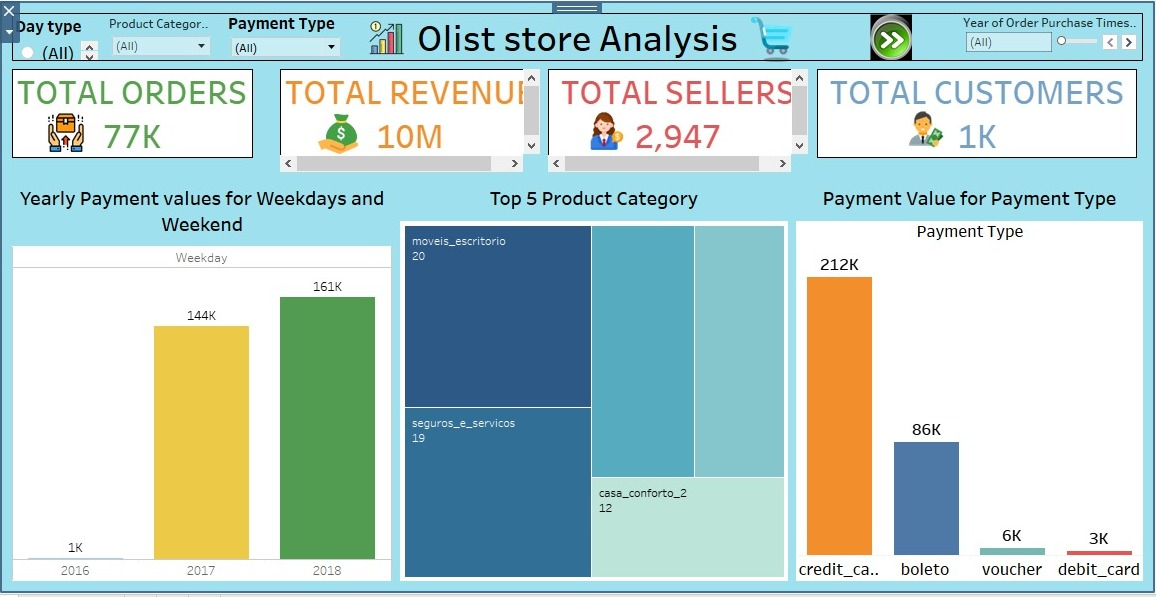 Day type
(All)
Product Categor..
(All)
Payment Type
(All)
Olist store Analysis
Year of Order Purchase Times..
(All)
TOTAL ORDERS
77K
TOTAL REVENUE
10M
TOTAL SELLERS
2,947
TOTAL CUSTOMERS
1K
Yearly Payment values for Weekdays and
Weekend
Weekday
1K
144K
161K
2016
2017
2018
Top 5 Product Category
moveis_escritorio
20
seguros_e_servicos
19
casa_conforto_2
12
Payment Value for Payment Type
Payment Type
212K
86K
6K
3K
credit_ca..
boleto
voucher
debit_card